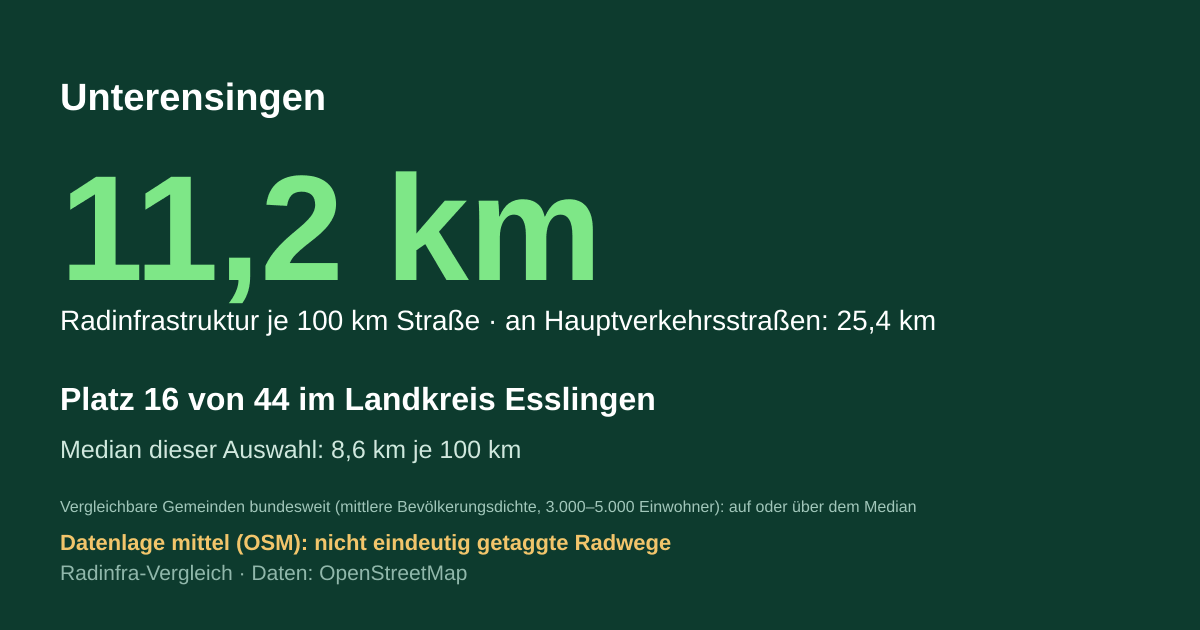 Unterensingen
11,2 km
Radinfrastruktur je 100 km Straße · an Hauptverkehrsstraßen: 25,4 km
Platz 16 von 44 im Landkreis Esslingen
Median dieser Auswahl: 8,6 km je 100 km
Vergleichbare Gemeinden bundesweit (mittlere Bevölkerungsdichte, 3.000–5.000 Einwohner): auf oder über dem Median
Datenlage mittel (OSM): nicht eindeutig getaggte Radwege
Radinfra-Vergleich · Daten: OpenStreetMap